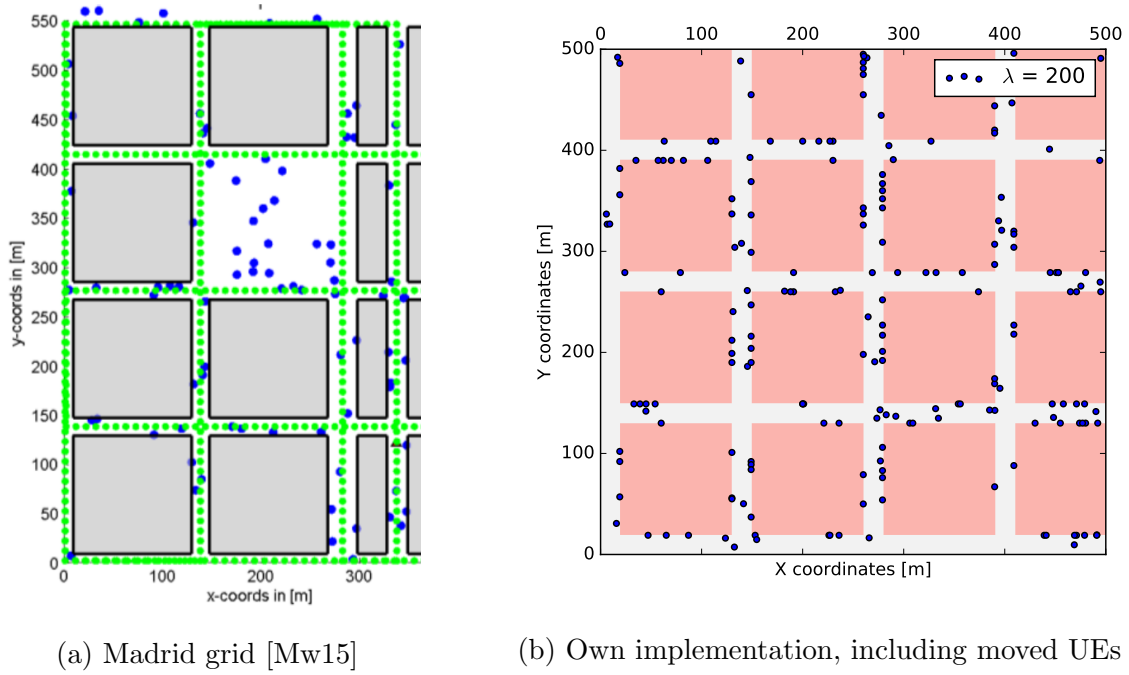 550
500
450
400
350
300
250
200
150
100
50
0
y-coords in [m]
0 100 200 300
x-coords in [m]
0 100 200 300 400 500
500
400
300
200
100
0
Y coordinates [m]
λ = 200
X coordinates [m]
(a) Madrid grid [Mw15]
(b) Own implementation, including moved UEs